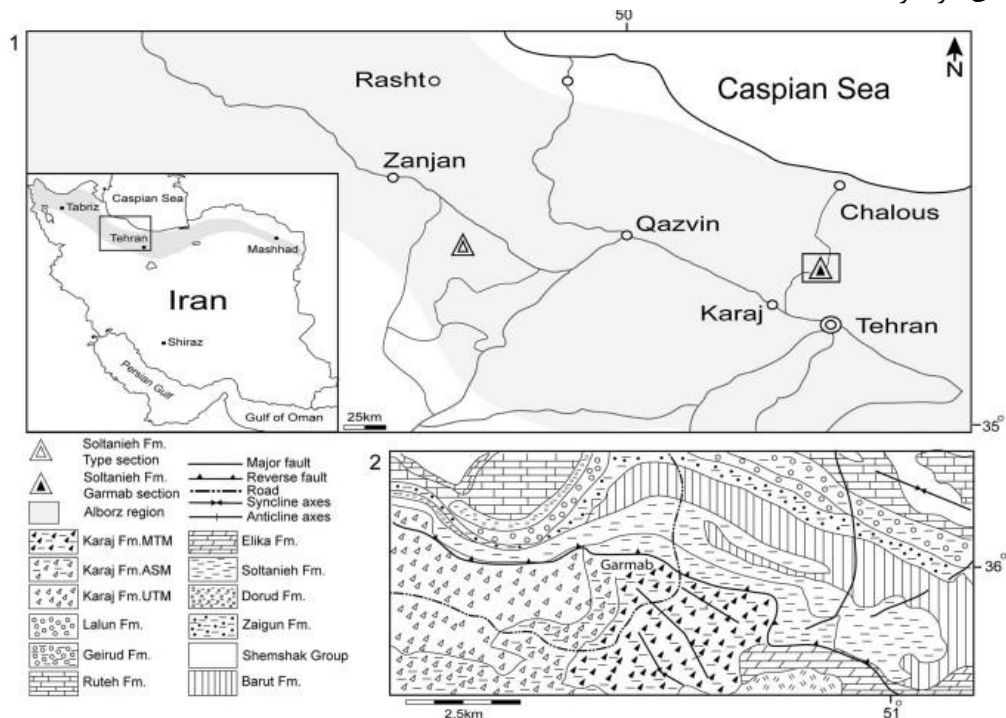 1
50
N
Rasht
Caspian Sea
Zanjan
Chalous
Qazvin
Karaj
Tehran
25km
35°
Caspian Sea
Tabriz
Tehran
Mashhad
Iran
Shiraz
Persian Gulf
Gulf of Oman
Soltanieh Fm.
Type section
Soltanieh Fm.
Garmab section
Alborz region
Karaj Fm.MTM
Karaj Fm.ASM
Karaj Fm.UTM
Lalun Fm.
Geirud Fm.
Ruteh Fm.
Major fault
Reverse fault
Road
Syncline axes
Anticline axes
Elika Fm.
Soltanieh Fm.
Dorud Fm.
Zaigun Fm.
Shemshak Group
Barut Fm.
2
Garmab
36°
51°
2.5km